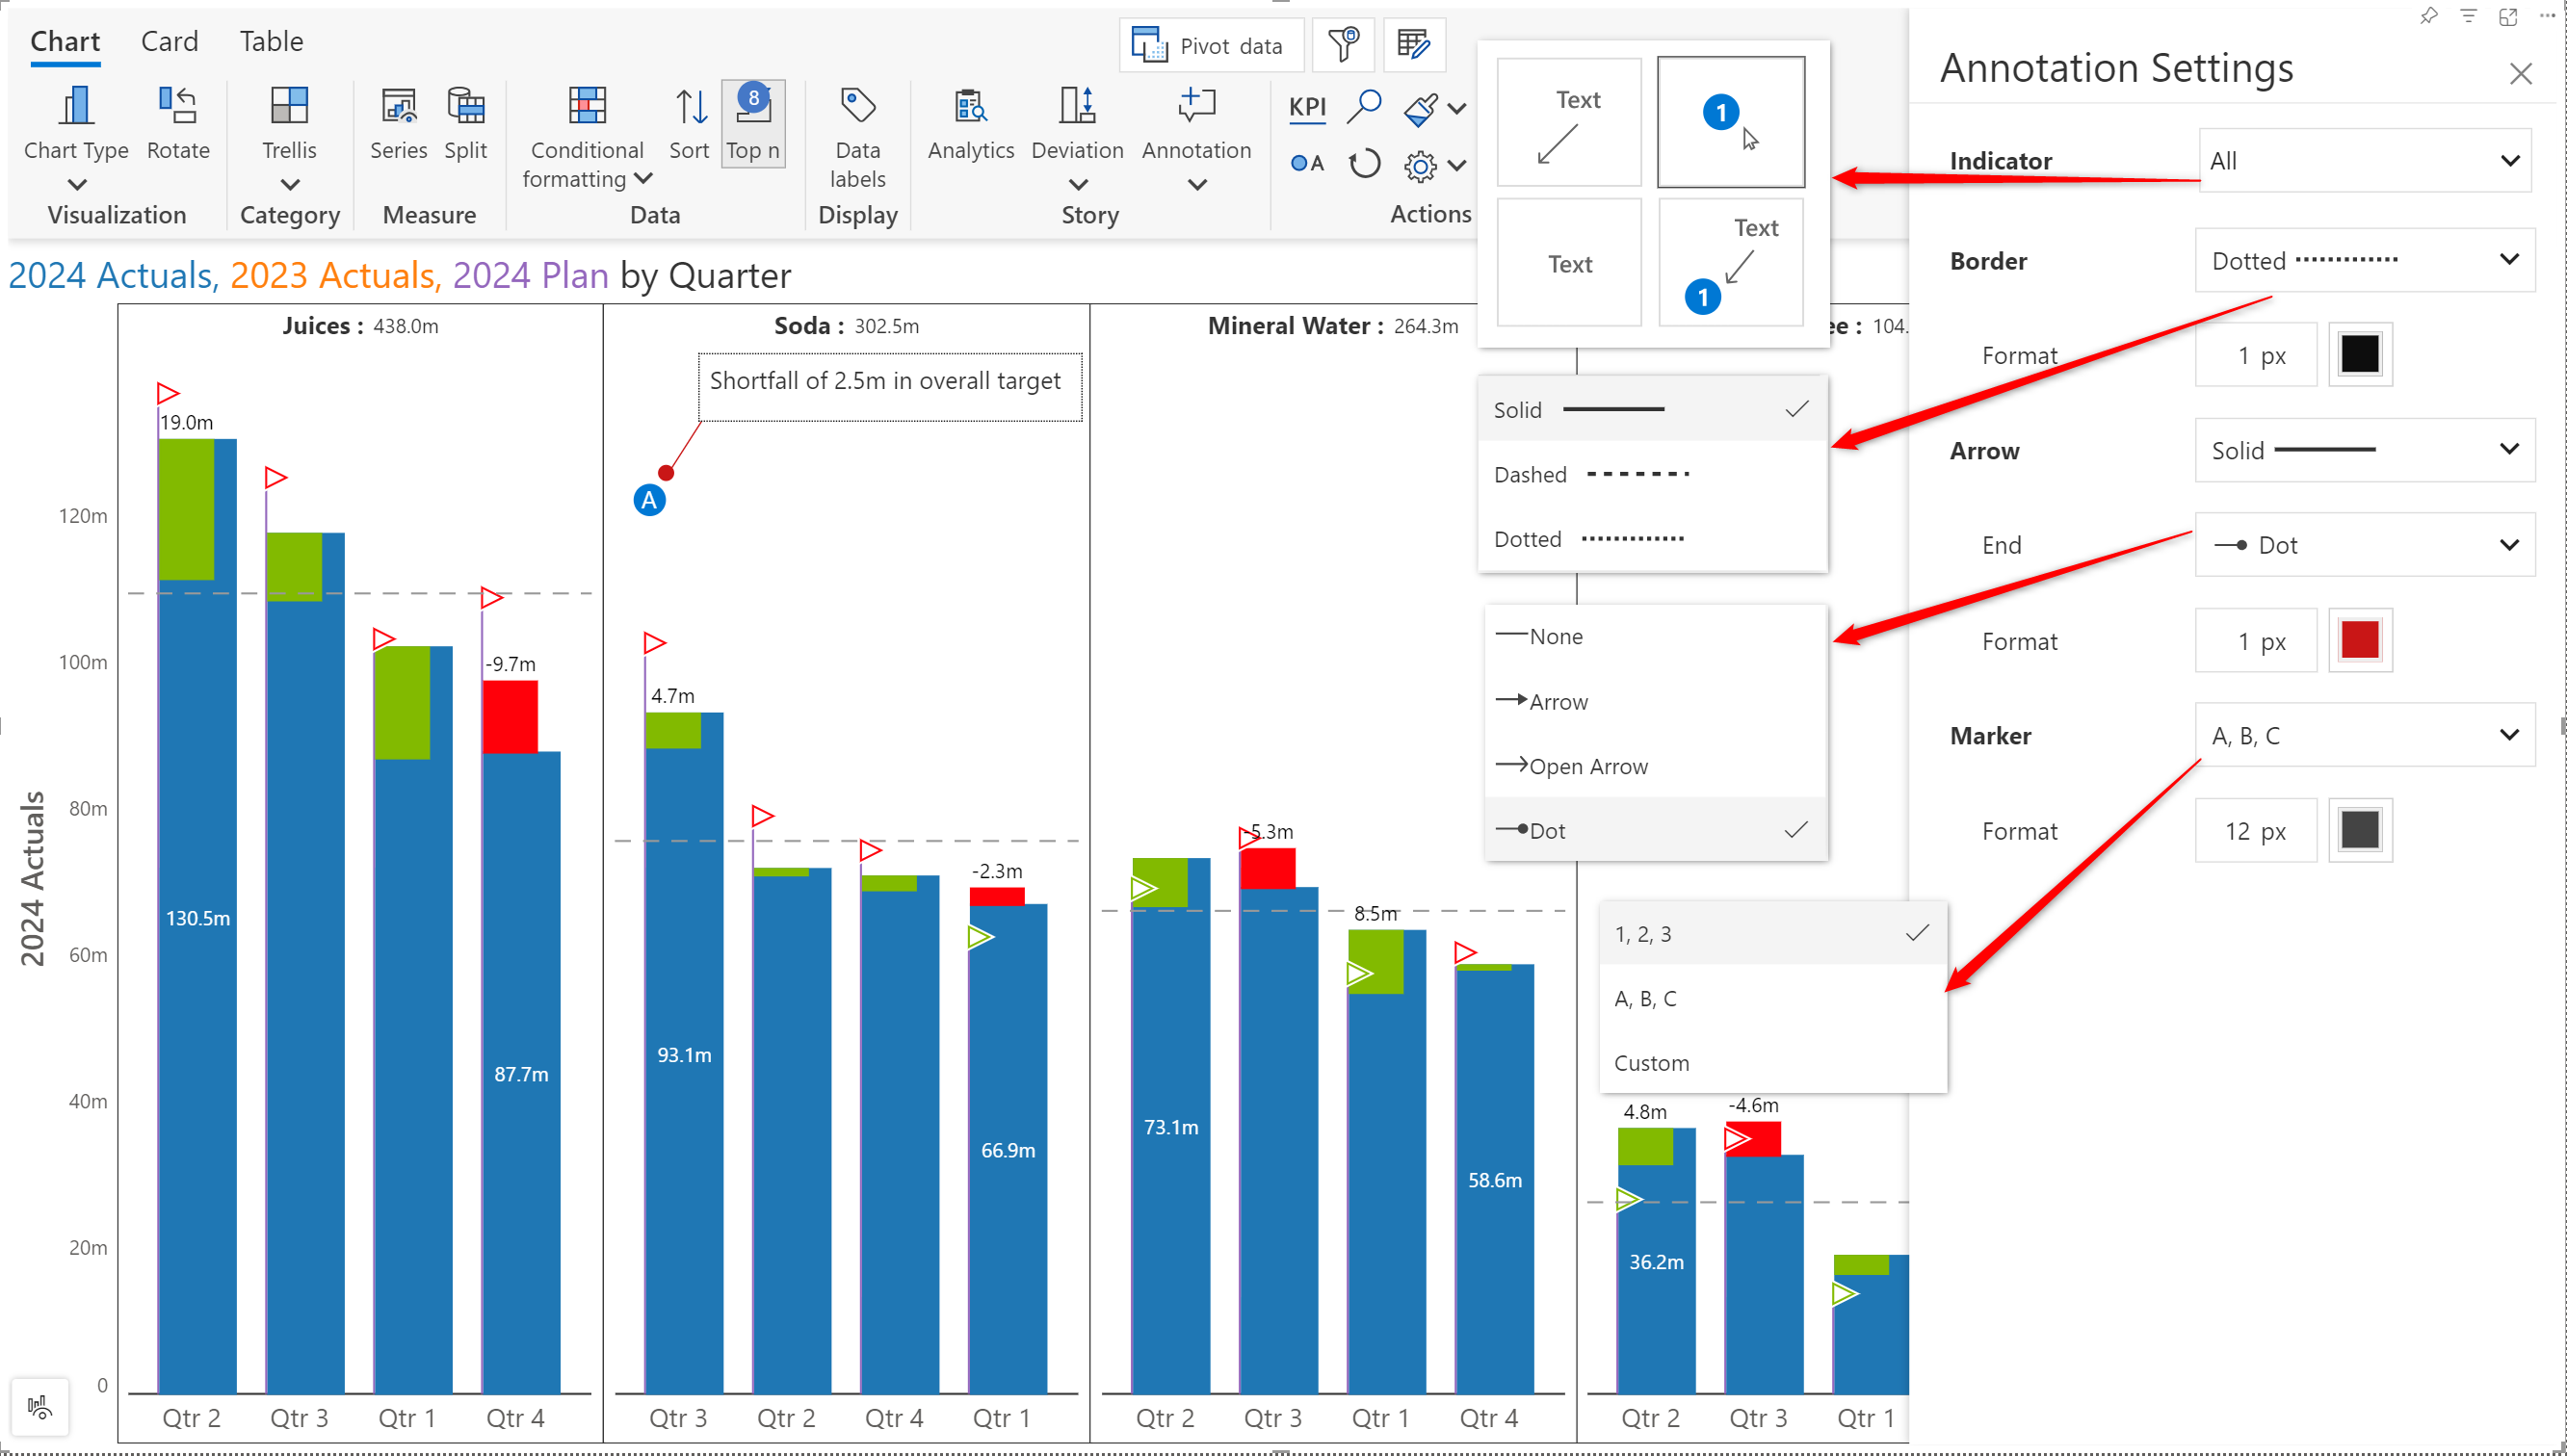 Chart Card Table
Pivot data
Chart Type
Rotate
Visualization
Trellis
Category
Series
Split
Measure
Conditional
formatting
Sort
8
Top n
Data
Data
labels
Display
Analytics
Deviation
Annotation
Story
KPI
A
Actions
Text
1
Text
Text
1
Annotation Settings
Indicator All
Border Dotted
Format 1 px
Arrow Solid
End Dot
Format 1 px
Marker A, B, C
Format 12 px
Solid
Dashed
Dotted
None
Arrow
Open Arrow
Dot
1, 2, 3
A, B, C
Custom
2024 Actuals, 2023 Actuals, 2024 Plan by Quarter
2024 Actuals
120m
100m
80m
60m
40m
20m
0
Juices : 438.0m
19.0m
-9.7m
130.5m
87.7m
Qtr 2 Qtr 3 Qtr 1 Qtr 4
Soda : 302.5m
Shortfall of 2.5m in overall target
A
4.7m
-2.3m
93.1m
66.9m
Qtr 3 Qtr 2 Qtr 4 Qtr 1
Mineral Water : 264.3m
-5.3m
8.5m
73.1m
58.6m
Qtr 2 Qtr 3 Qtr 1 Qtr 4
ee : 104.
4.8m
-4.6m
36.2m
Qtr 2 Qtr 3 Qtr 1